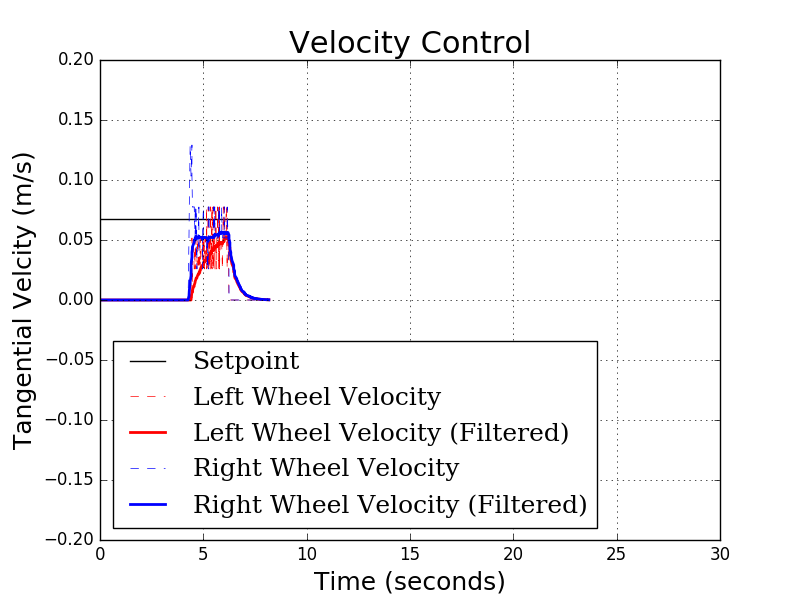 Velocity Control
Tangential Velcity (m/s)
0.20
0.15
0.10
0.05
0.00
−0.05
−0.10
−0.15
−0.20
Setpoint
Left Wheel Velocity
Left Wheel Velocity (Filtered)
Right Wheel Velocity
Right Wheel Velocity (Filtered)
0 5 10 15 20 25 30
Time (seconds)